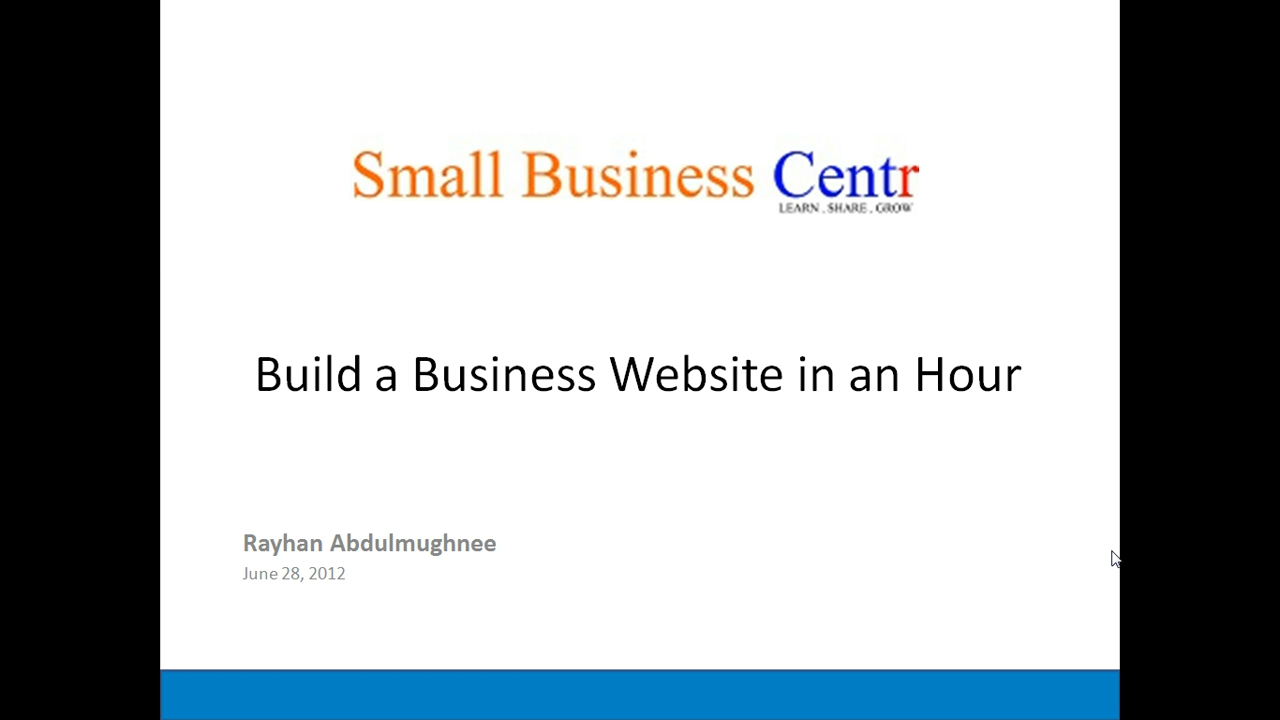 Small Business Centr
LEARN . SHARE . GROW
Build a Business Website in an Hour
Rayhan Abdulmughnee
June 28, 2012